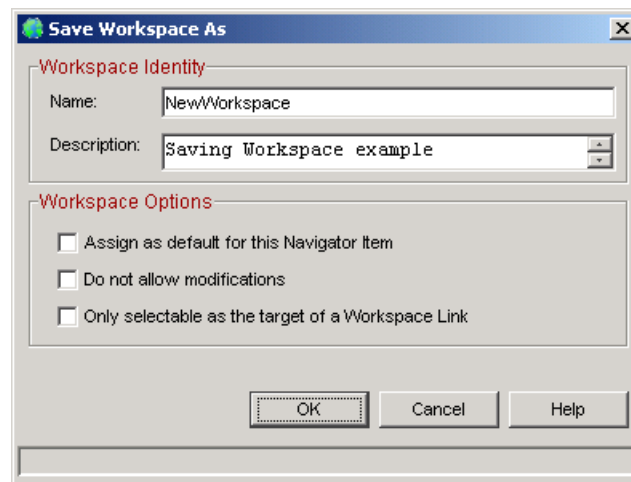 Save Workspace As
Workspace Identity
Name: NewWorkspace
Description: Saving Workspace example
Workspace Options
Assign as default for this Navigator Item
Do not allow modifications
Only selectable as the target of a Workspace Link
OK Cancel Help